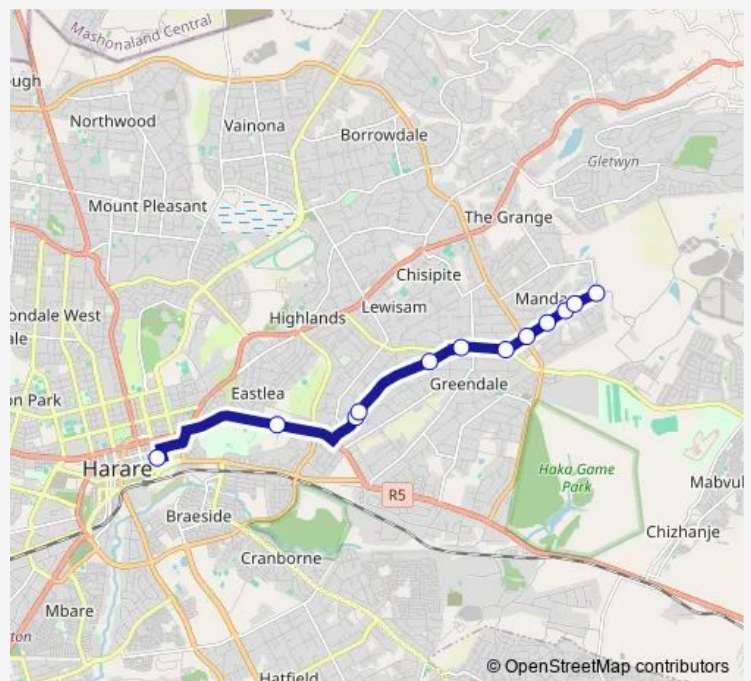 Mashonaland Central
ough
Northwood
Vainona
Borrowdale
Gletwyn
Mount Pleasant
The Grange
Chisipite
Manda
ondale West
ale
Lewisam
Highlands
Eastlea
Greendale
on Park
Harare
Haka Game
Park
R5
Mabvul
Braeside
Chizhanje
Cranborne
Mbare
ton
Hatfield
© OpenStreetMap contributors